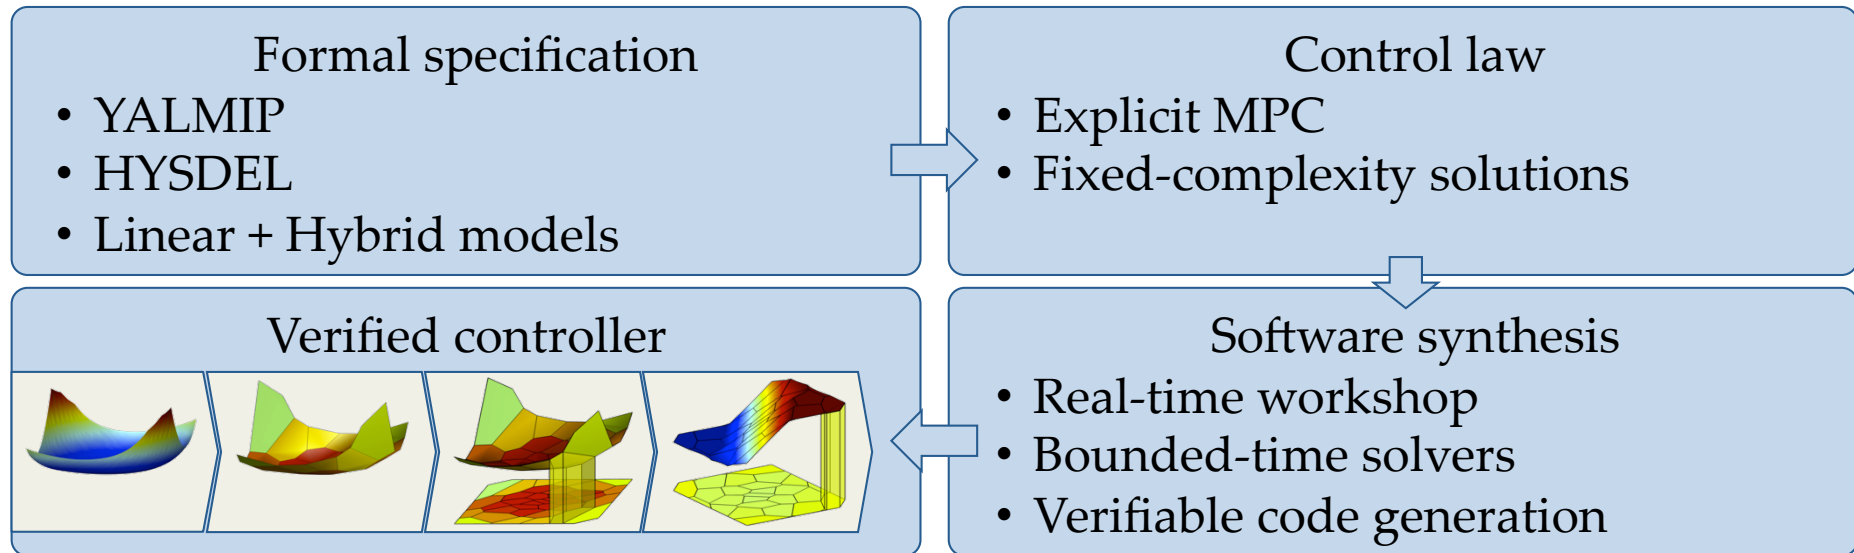 Formal specification
• YALMIP
• HYSDEL
• Linear + Hybrid models
Control law
• Explicit MPC
• Fixed-complexity solutions
Verified controller
Software synthesis
• Real-time workshop
• Bounded-time solvers
• Verifiable code generation